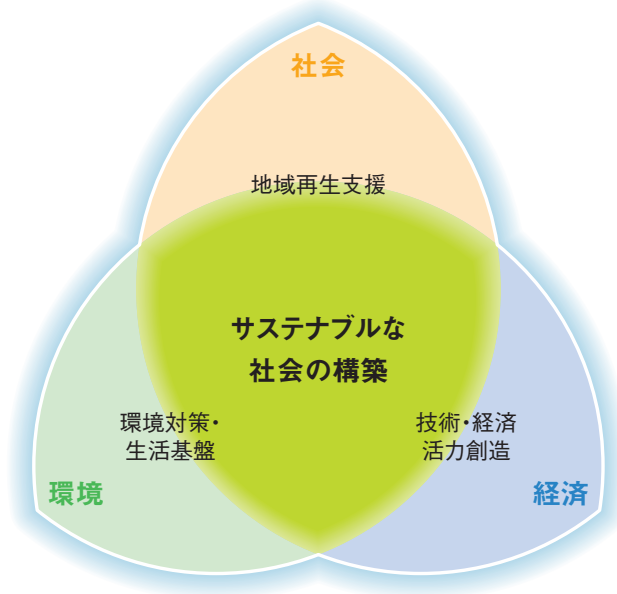 社会
地域再生支援
サステナブルな
社会の構築
環境対策・
生活基盤
技術・経済
活力創造
環境
経済